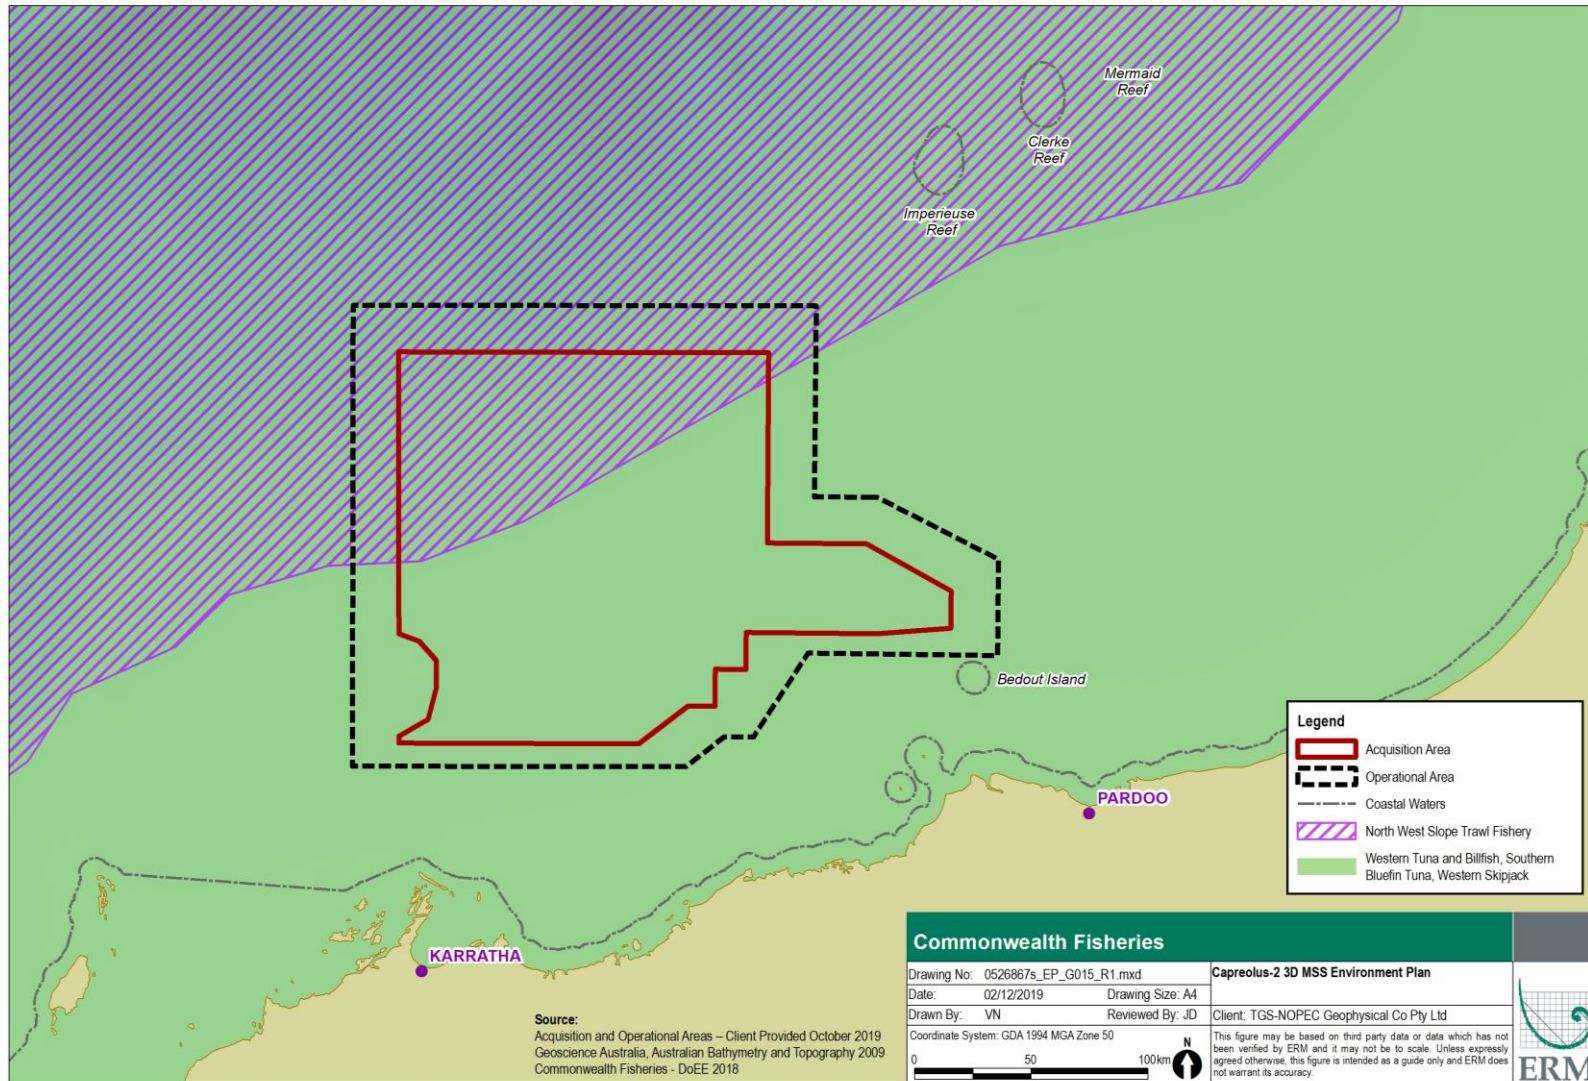 Mermaid
Reef
Clerke
Reef
Imperieuse
Reef
Bedout Island
PARDOO
KARRATHA
Legend
Acquisition Area
Operational Area
Coastal Waters
North West Slope Trawl Fishery
Western Tuna and Billfish, Southern
Bluefin Tuna, Western Skipjack
Source:
Acquisition and Operational Areas – Client Provided October 2019
Geoscience Australia, Australian Bathymetry and Topography 2009
Commonwealth Fisheries - DoEE 2018
Commonwealth Fisheries
Drawing No: 0526867s_EP_G015_R1.mxd
Date: 02/12/2019 Drawing Size: A4
Drawn By: VN Reviewed By: JD
Coordinate System: GDA 1994 MGA Zone 50
0 50 100km
N
Capreolus-2 3D MSS Environment Plan
Client: TGS-NOPEC Geophysical Co Pty Ltd
This figure may be based on third party data or data which has not
been verified by ERM and it may not be to scale. Unless expressly
agreed otherwise, this figure is intended as a guide only and ERM does
not warrant its accuracy.
ERM